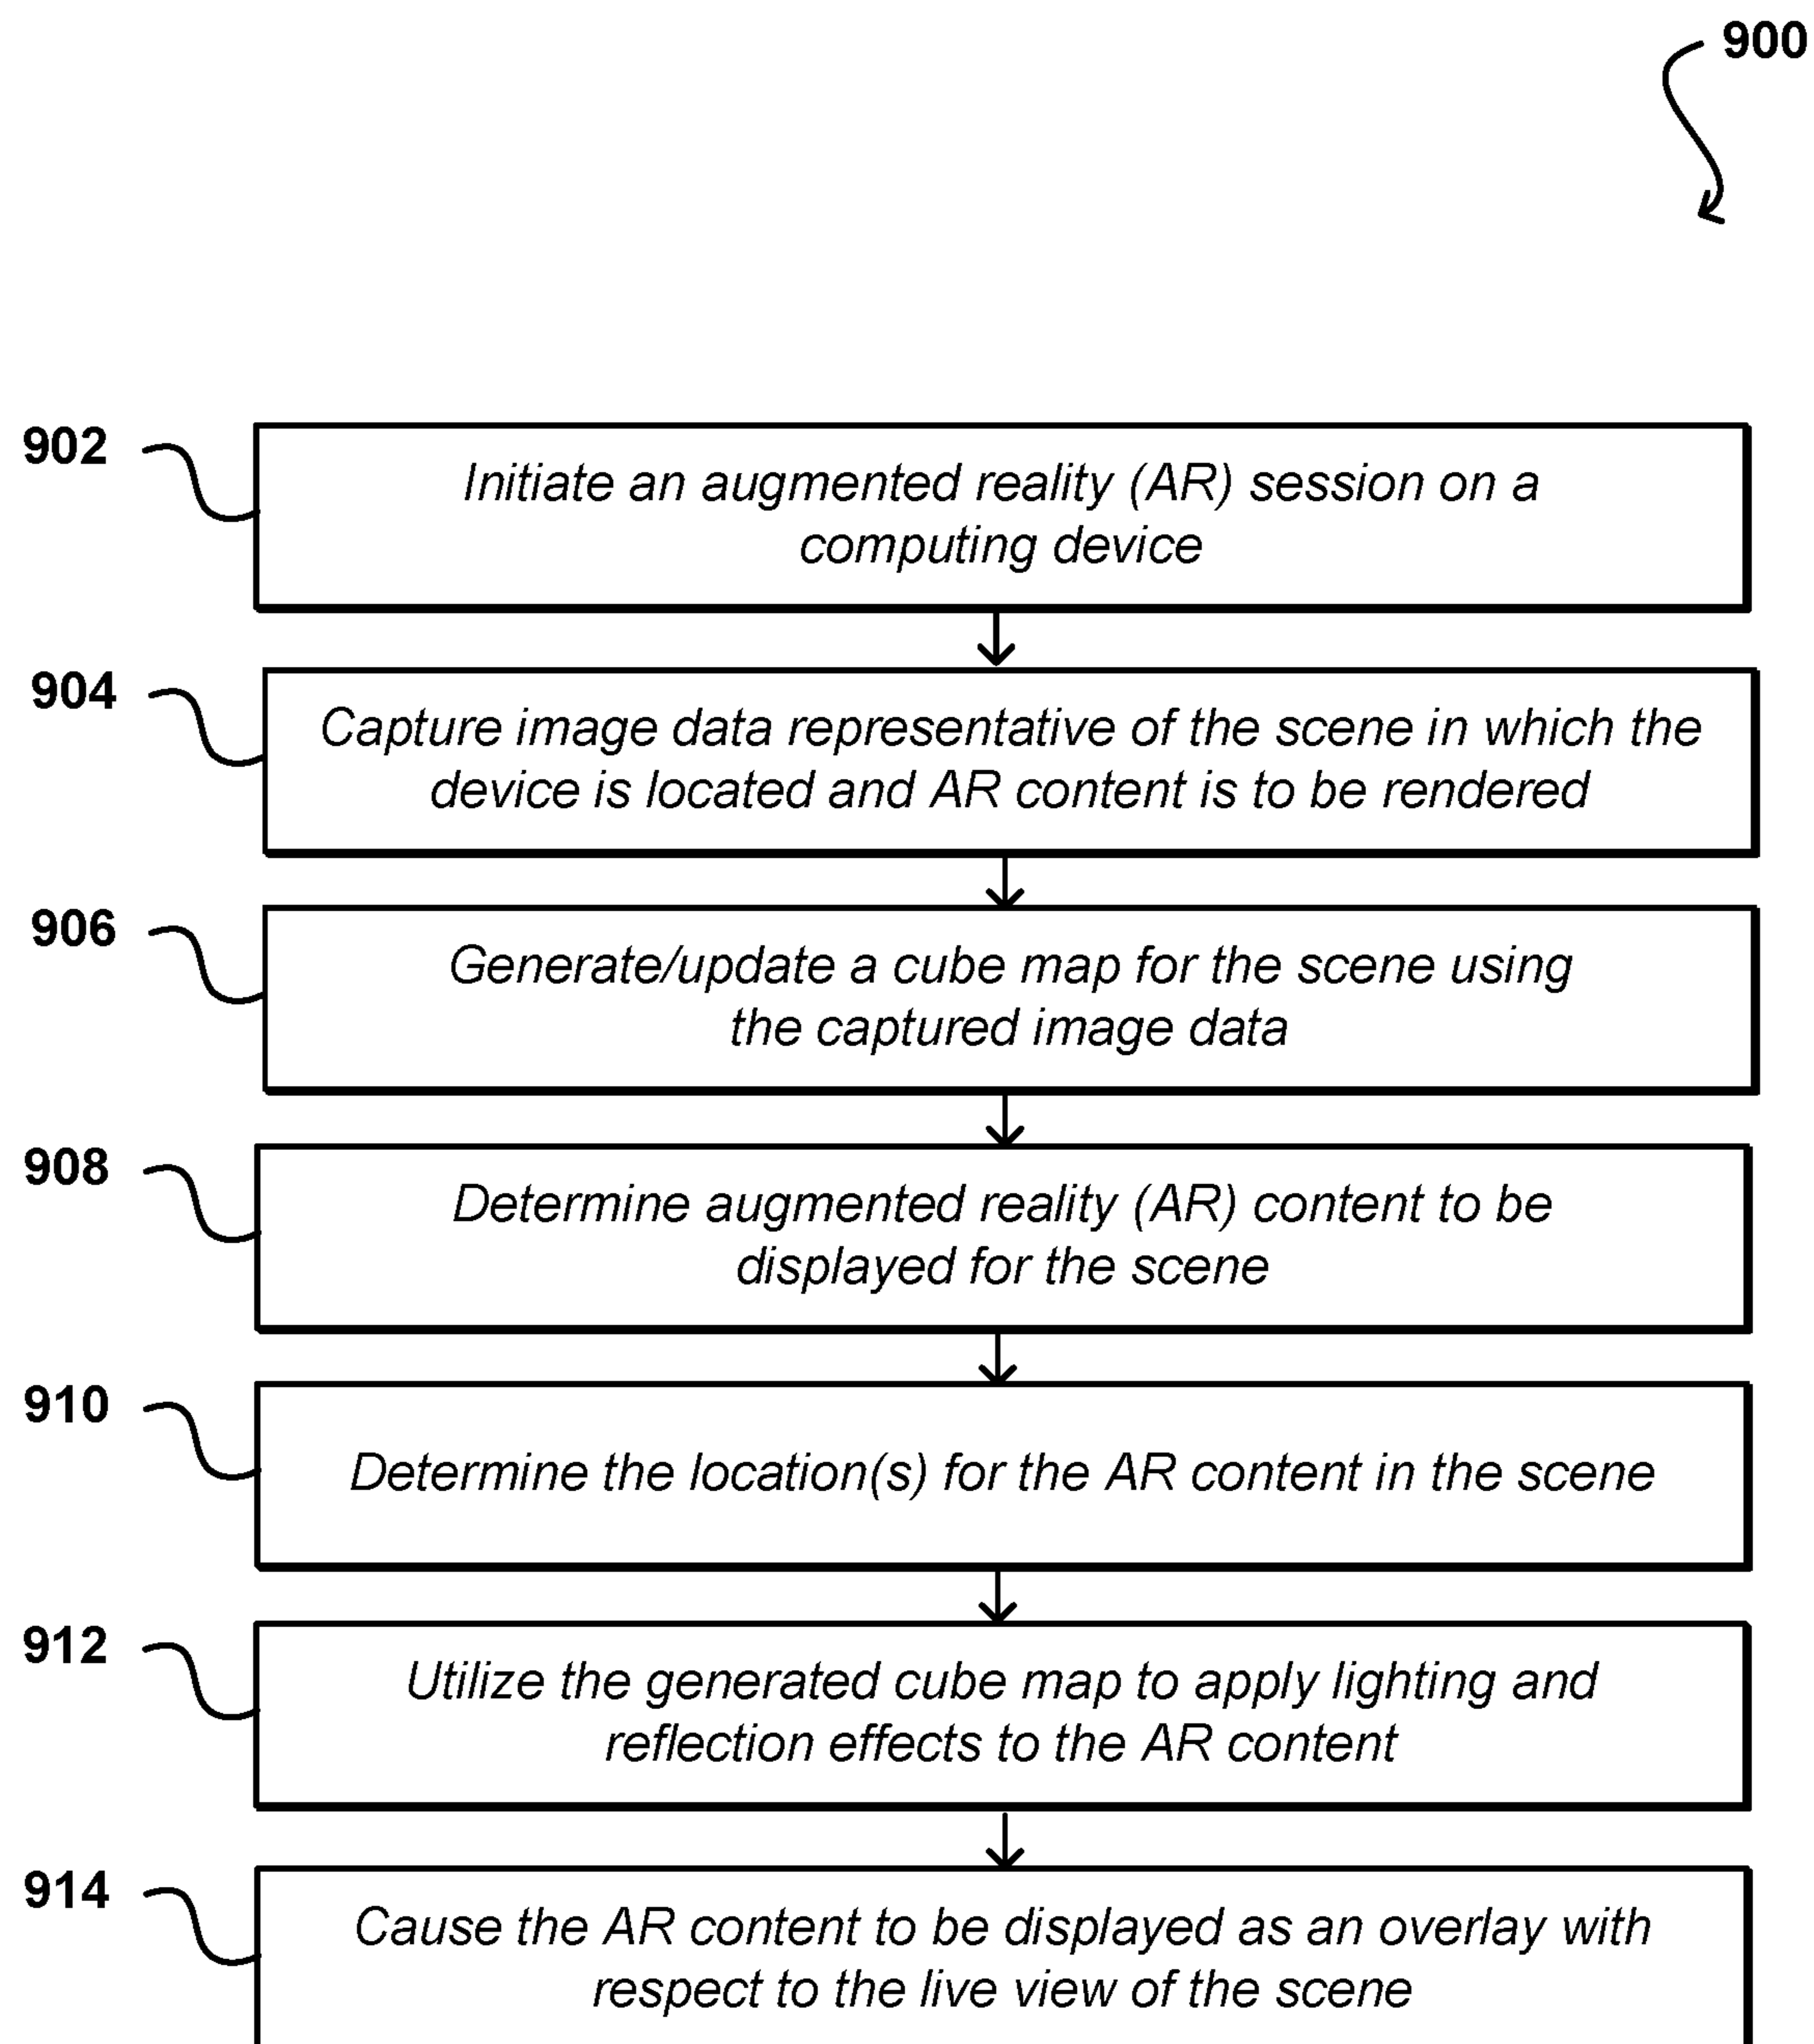 900
902
Initiate an augmented reality (AR) session on a
computing device
904
Capture image data representative of the scene in which the
device is located and AR content is to be rendered
906
Generate/update a cube map for the scene using
the captured image data
908
Determine augmented reality (AR) content to be
displayed for the scene
910
Determine the location(s) for the AR content in the scene
912
Utilize the generated cube map to apply lighting and
reflection effects to the AR content
914
Cause the AR content to be displayed as an overlay with
respect to the live view of the scene